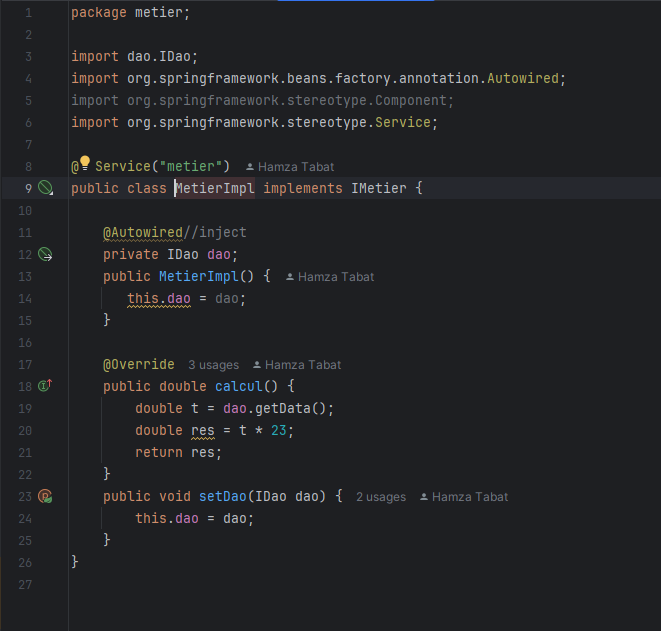 1 package metier;
2
3 import dao.IDao;
4 import org.springframework.beans.factory.annotation.Autowired;
5 import org.springframework.stereotype.Component;
6 import org.springframework.stereotype.Service;
7
8 @Service("metier") Hamza Tabat
9 public class MetierImpl implements IMetier {
10
11 @Autowired//inject
12 private IDao dao;
13 public MetierImpl() { Hamza Tabat
14 this.dao = dao;
15 }
16
17 @Override 3 usages Hamza Tabat
18 public double calcul() {
19 double t = dao.getData();
20 double res = t * 23;
21 return res;
22 }
23 public void setDao(IDao dao) { 2 usages Hamza Tabat
24 this.dao = dao;
25 }
26 }
27